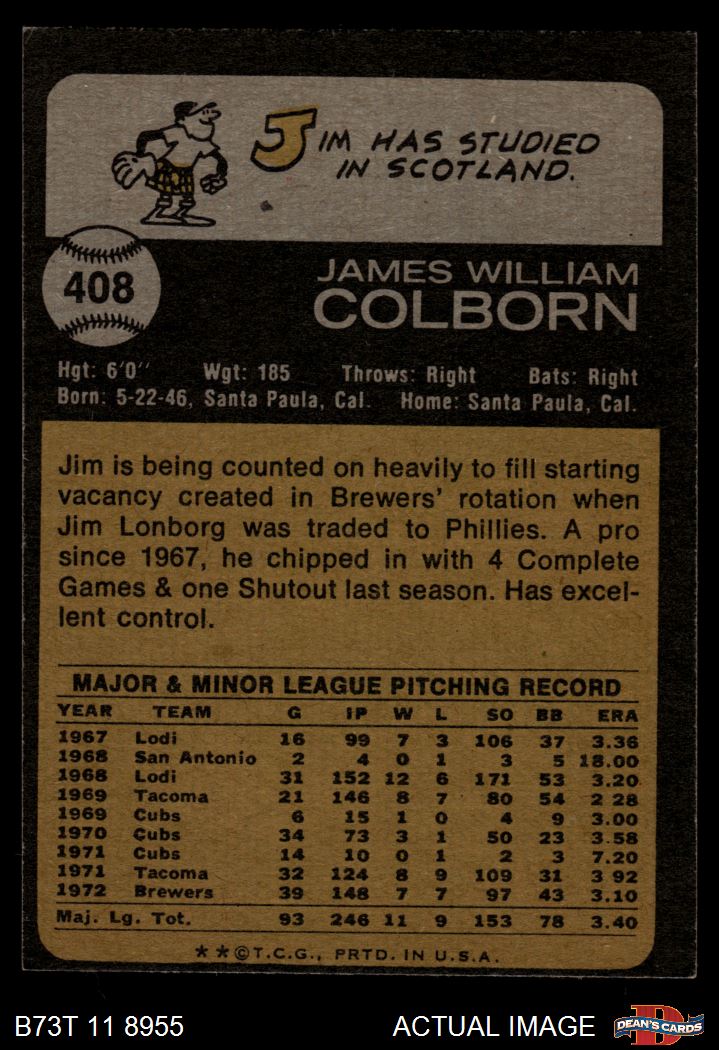 JIM HAS STUDIED
IN SCOTLAND.
408
JAMES WILLIAM
COLBORN
Hgt: 6'0" Wgt: 185 Throws: Right Bats: Right
Born: 5-22-46, Santa Paula, Cal. Home: Santa Paula, Cal.
Jim is being counted on heavily to fill starting
vacancy created in Brewers' rotation when
Jim Lonborg was traded to Phillies. A pro
since 1967, he chipped in with 4 Complete
Games & one Shutout last season. Has excel-
lent control.
MAJOR & MINOR LEAGUE PITCHING RECORD
YEAR TEAM G IP W L SO BB ERA
1967 Lodi 16 99 7 3 106 37 3.36
1968 San Antonio 2 4 0 1 3 5 18.00
1968 Lodi 31 152 12 6 171 53 3.20
1969 Tacoma 21 146 8 7 80 54 2 28
1969 Cubs 6 15 1 0 4 9 3.00
1970 Cubs 34 73 3 1 50 23 3.58
1971 Cubs 14 10 0 1 2 3 7.20
1971 Tacoma 32 124 8 9 109 31 3 92
1972 Brewers 39 148 7 7 97 43 3.10
Maj. Lg. Tot. 93 246 11 9 153 78 3.40
**©T.C.G., PRTD. IN U.S.A.
B73T 11 8955 ACTUAL IMAGE D DEAN'S CARDS